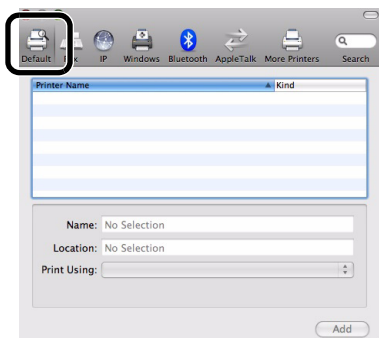 Default Fax IP Windows Bluetooth AppleTalk More Printers Search
Printer Name Kind
Name: No Selection
Location: No Selection
Print Using:
Add